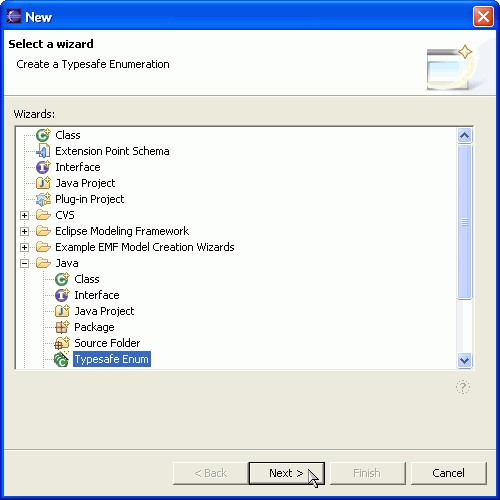 New
Select a wizard
Create a Typesafe Enumeration
Wizards:
Class
Extension Point Schema
Interface
Java Project
Plug-in Project
CVS
Eclipse Modeling Framework
Example EMF Model Creation Wizards
Java
Class
Interface
Java Project
Package
Source Folder
Typesafe Enum
< Back Next > Finish Cancel